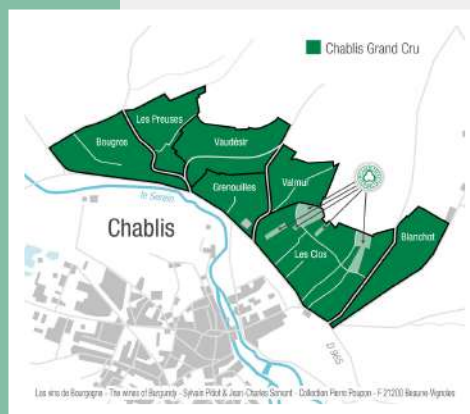 Chablis Grand Cru
Les Preuses
Bougros
Vaudésir
Grenouilles
Valmur
le Serein
Chablis
Les Clos
Blanchot
D 965
Les vins de Bourgogne - The wines of Burgundy - Sylvain Pitiot & Jean-Charles Servant - Collection Pierre Poupon - F 21200 Beaune-Vignoles